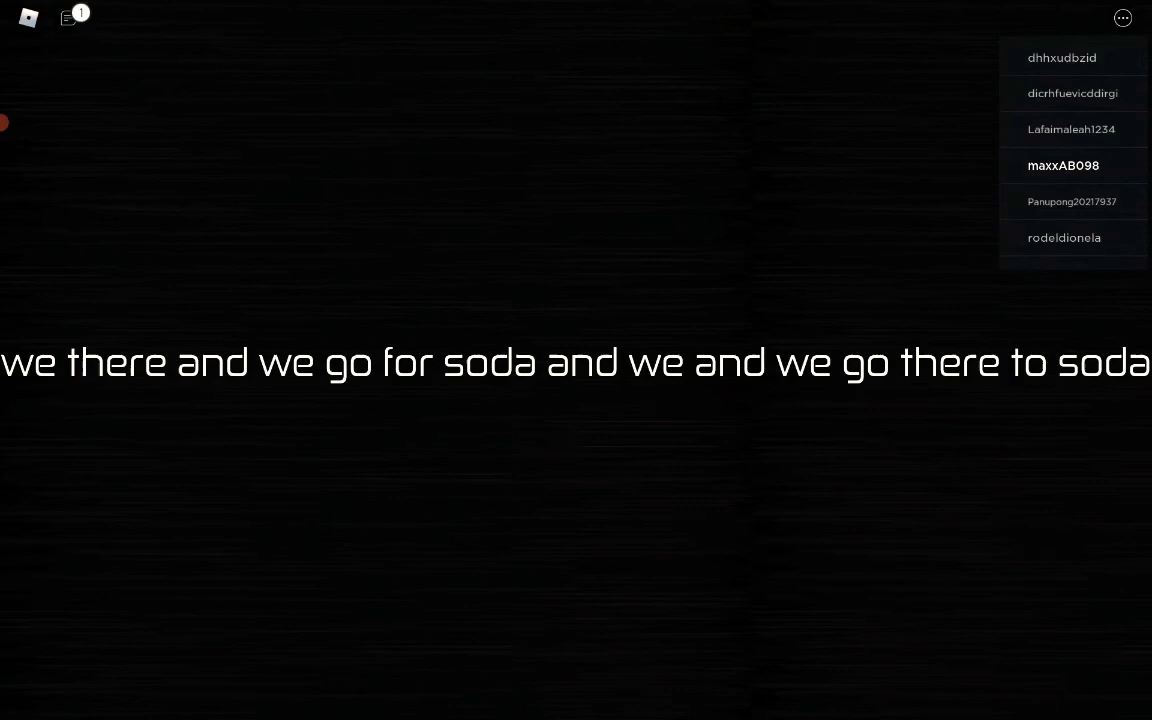 1
dhhxudbzid
dicrhfuevicddirgi
Lafaimaleah1234
maxxAB098
Panupong20217937
rodeldionela
we there and we go for soda and we and we go there to soda